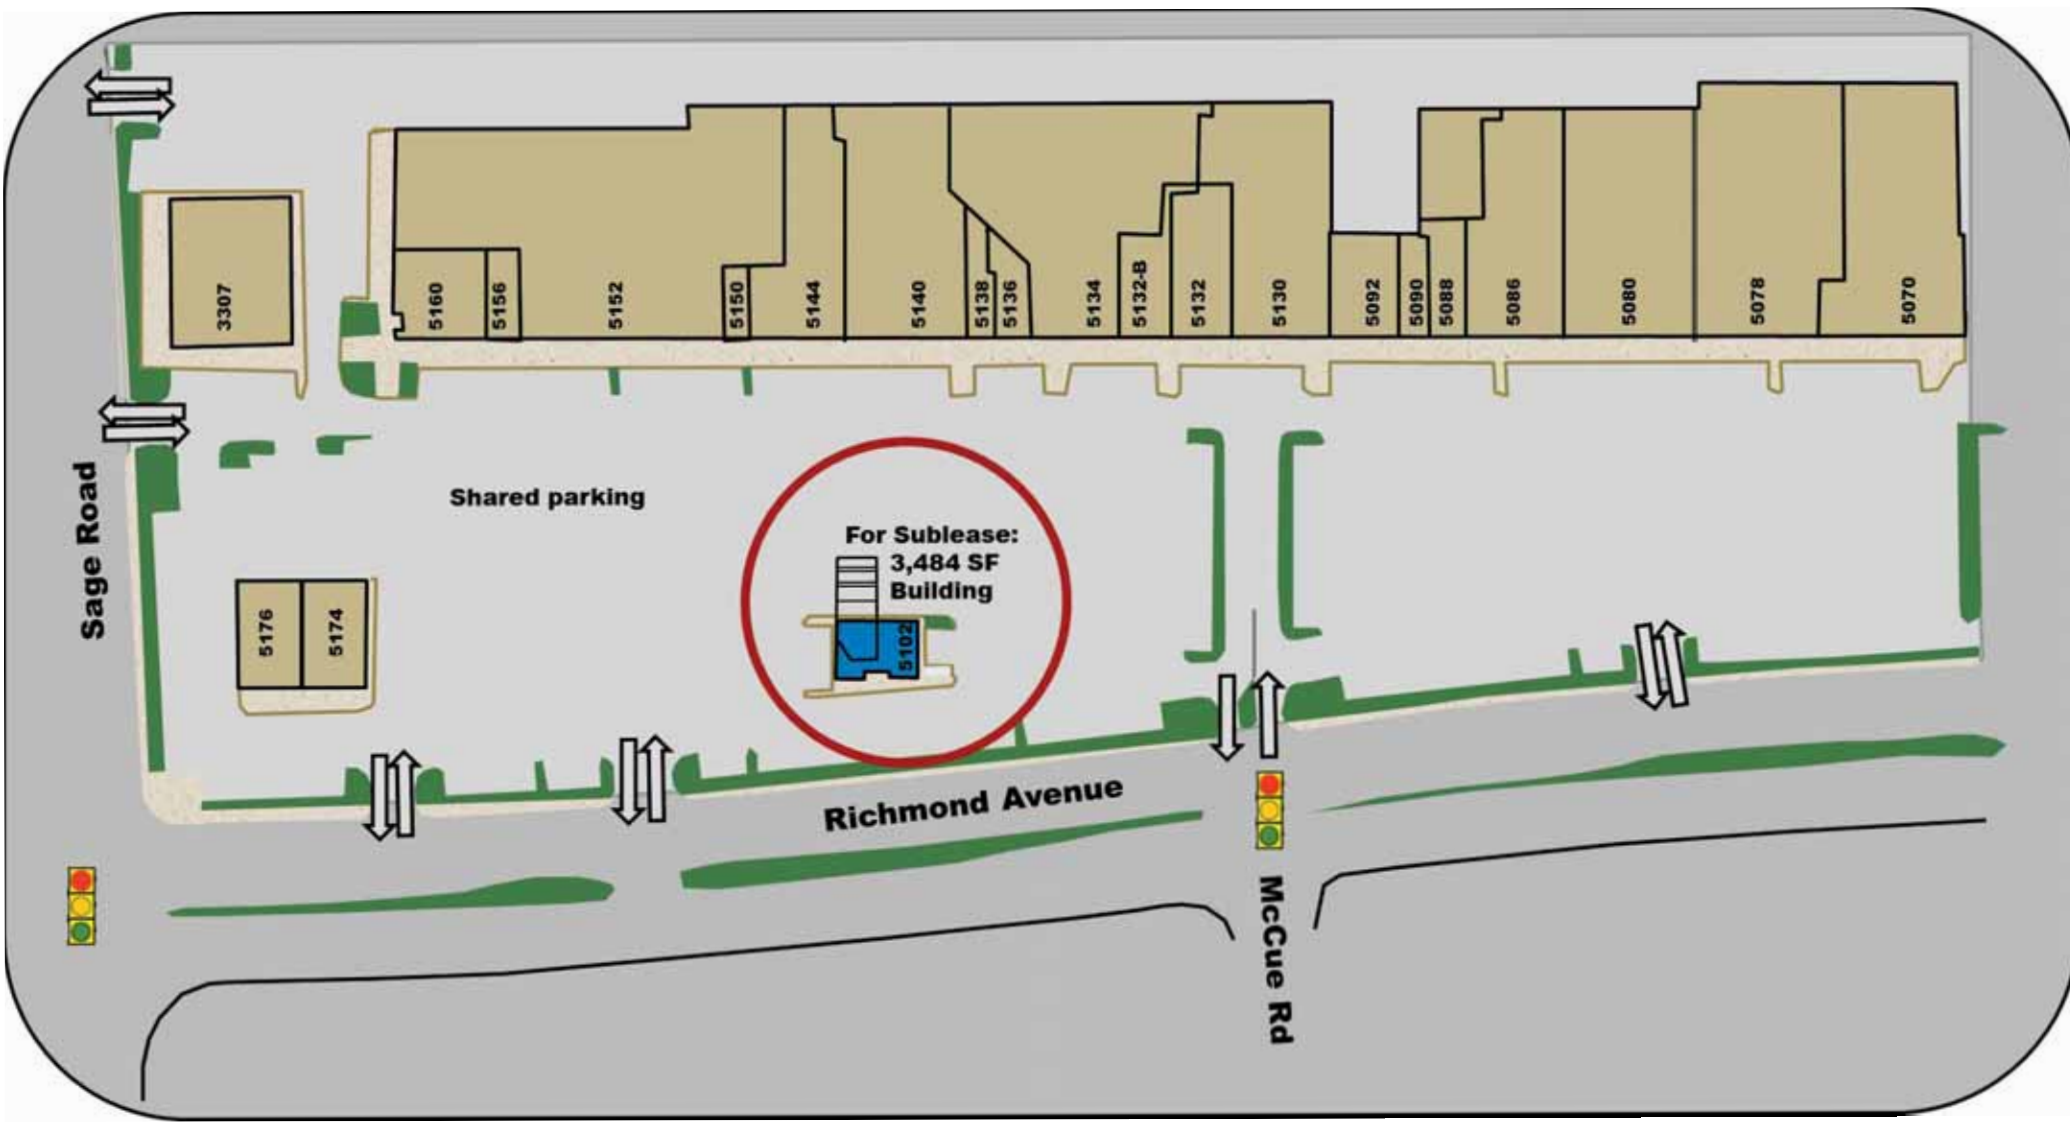 3307
5160
5156
5152
5150
5144
5140
5138
5136
5134
5132-B
5132
5130
5092
5090
5088
5086
5080
5078
5070
Sage Road
Shared parking
For Sublease:
3,484 SF
Building
5176
5174
5102
Richmond Avenue
McCue Rd